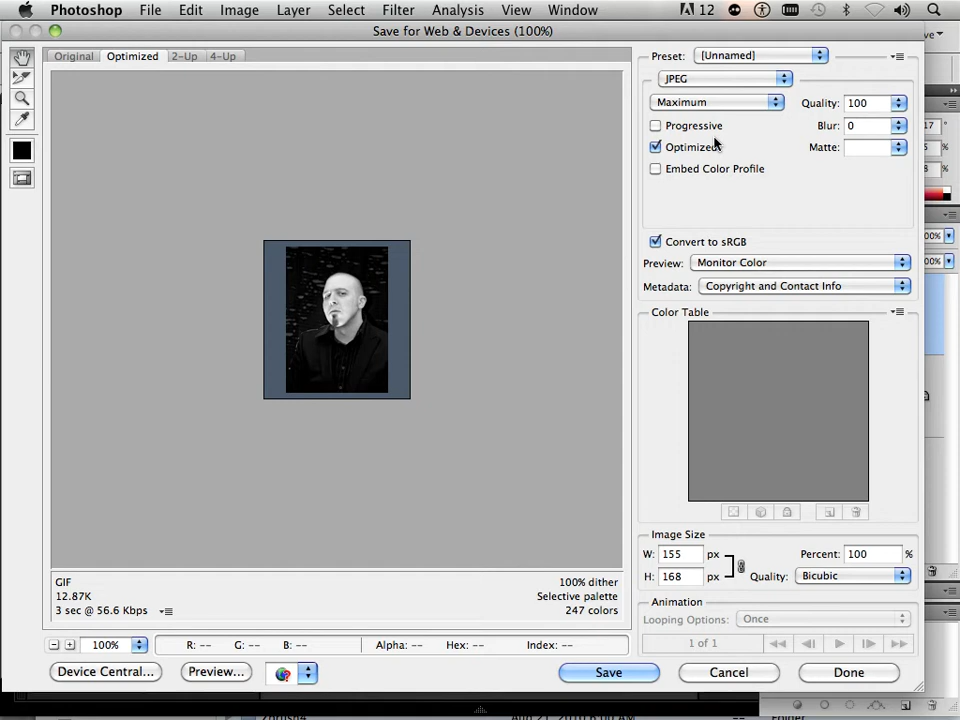 Photoshop File Edit Image Layer Select Filter Analysis View Window 12
Save for Web & Devices (100%)
Original Optimized 2-Up 4-Up
Preset: [Unnamed]
JPEG
Maximum Quality: 100
Progressive Blur: 0
Optimized Matte:
Embed Color Profile
Convert to sRGB
Preview: Monitor Color
Metadata: Copyright and Contact Info
Color Table
Image Size
W: 155 px Percent: 100 %
H: 168 px Quality: Bicubic
Animation
Looping Options: Once
1 of 1
GIF 100% dither
12.87K Selective palette
3 sec @ 56.6 Kbps 247 colors
100% R: -- G: -- B: -- Alpha: -- Hex: -- Index: --
Device Central... Preview... Save Cancel Done